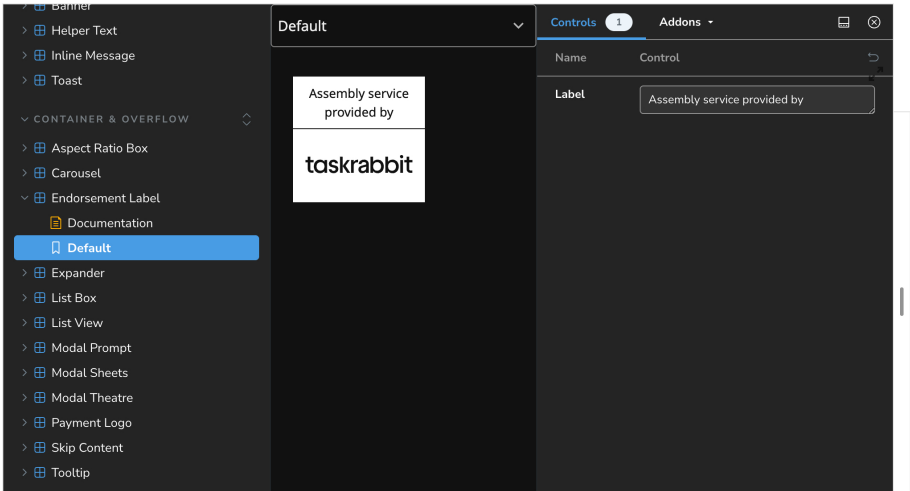 Banner
Helper Text
Inline Message
Toast
CONTAINER & OVERFLOW
Aspect Ratio Box
Carousel
Endorsement Label
Documentation
Default
Expander
List Box
List View
Modal Prompt
Modal Sheets
Modal Theatre
Payment Logo
Skip Content
Tooltip
Default
Assembly service
provided by
taskrabbit
Controls 1 Addons
Name Control
Label Assembly service provided by